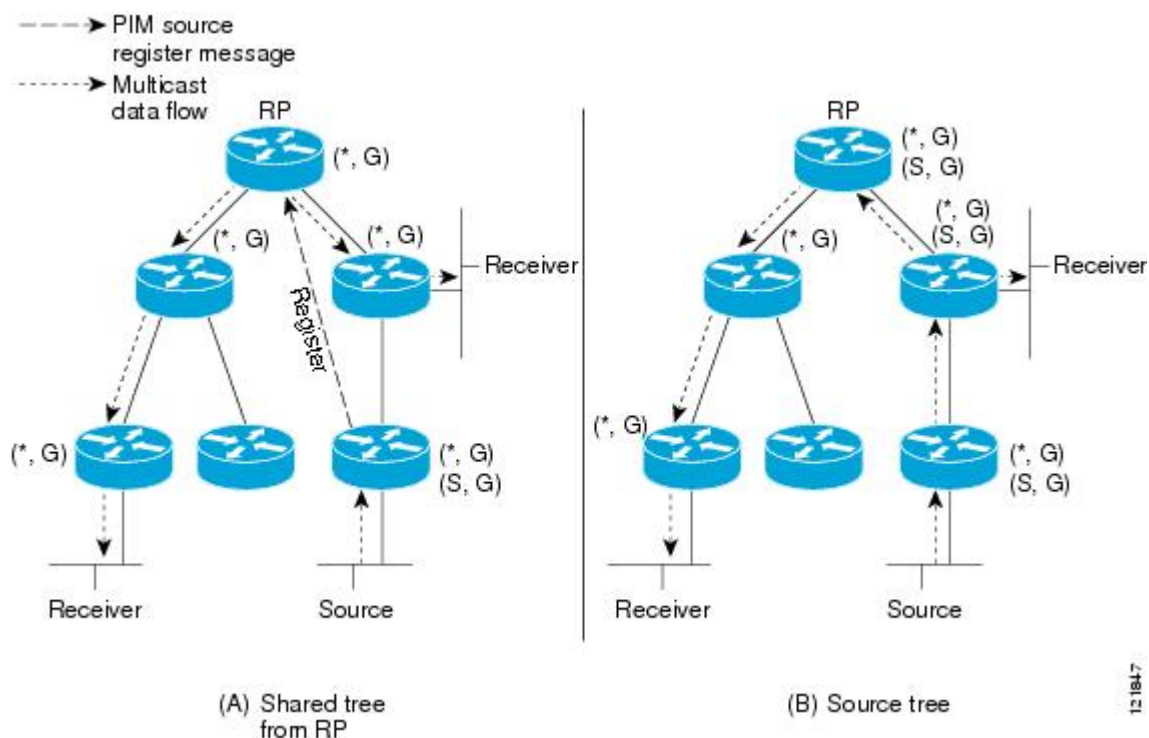 PIM source
register message
Multicast
data flow
RP
(*, G)
(*, G)
(*, G)
Receiver
Register
(*, G)
(*, G)
(S, G)
Receiver
Source
(A) Shared tree
from RP
RP
(*, G)
(S, G)
(*, G)
(*, G)
(S, G)
Receiver
(*, G)
(*, G)
(S, G)
Receiver
Source
(B) Source tree
121847